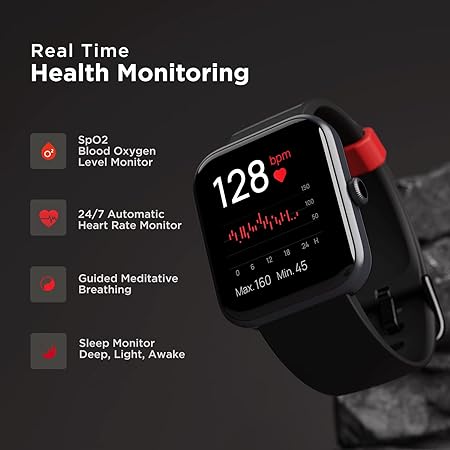 Real Time
Health Monitoring
SpO2
Blood Oxygen
Level Monitor
24/7 Automatic
Heart Rate Monitor
Guided Meditative
Breathing
Sleep Monitor
Deep, Light, Awake
O2
128 bpm
150
100
50
0 6 12 18 24 H
Max.160 Min.45